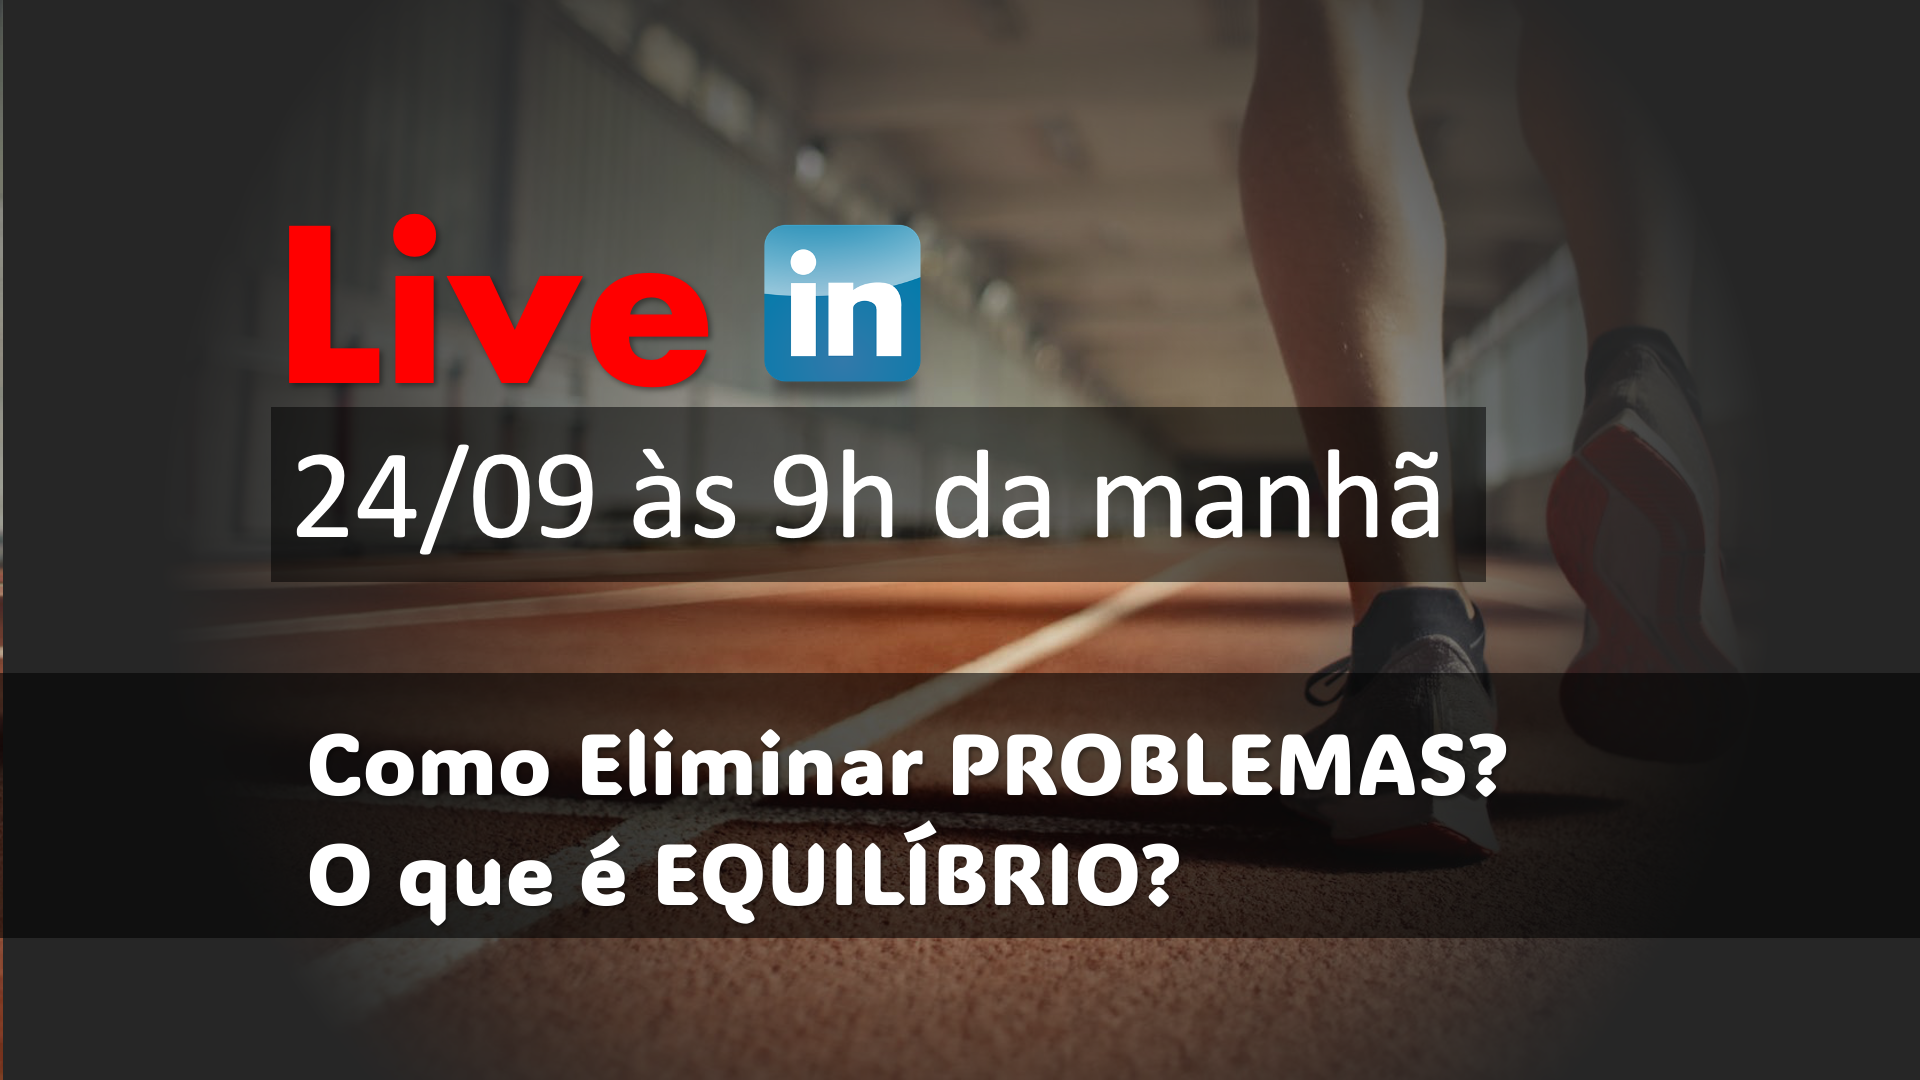 Live in
24/09 às 9h da manhã
Como Eliminar PROBLEMAS?
O que é EQUILÍBRIO?